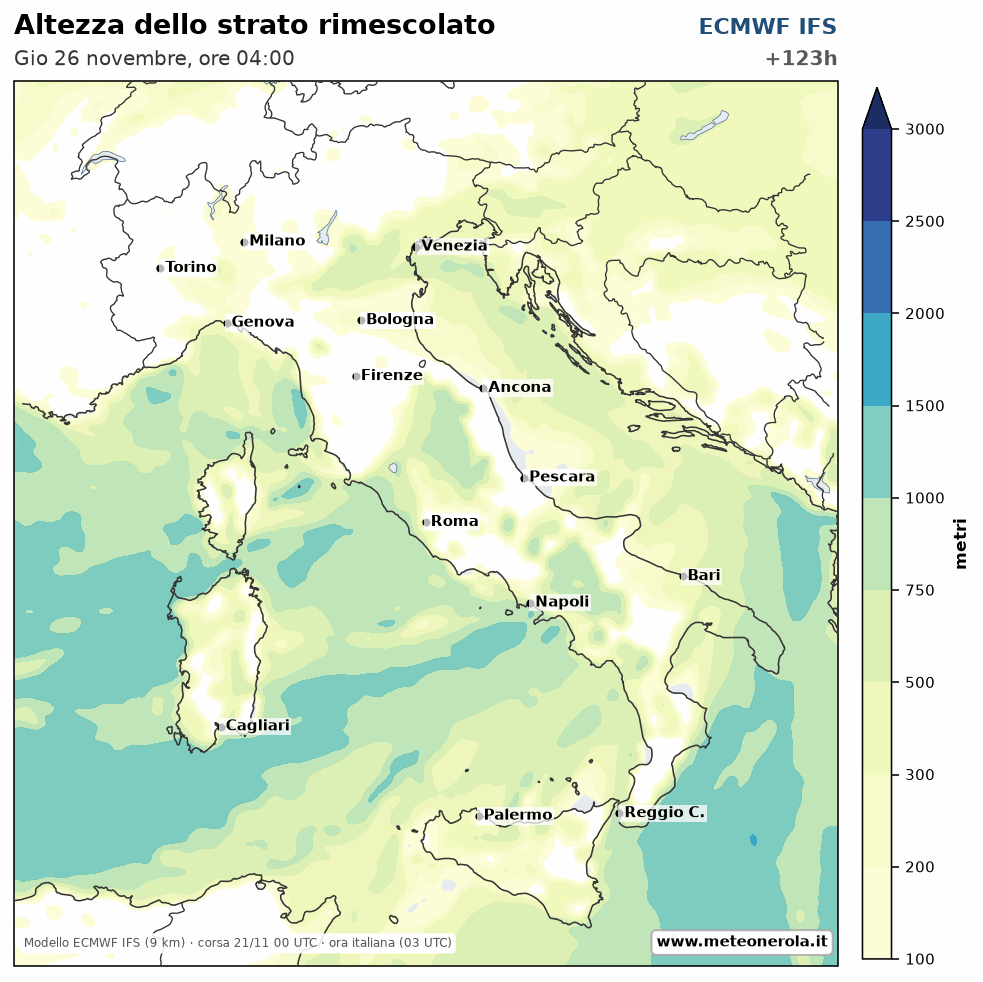 Altezza dello strato rimescolato
ECMWF IFS
Gio 26 novembre, ore 04:00
+123h
Milano
Venezia
Torino
Genova
Bologna
Firenze
Ancona
Pescara
Roma
Bari
Napoli
Cagliari
Palermo
Reggio C.
3000
2500
2000
1500
1000
750
500
300
200
100
metri
Modello ECMWF IFS (9 km) · corsa 21/11 00 UTC · ora italiana (03 UTC)
www.meteonerola.it